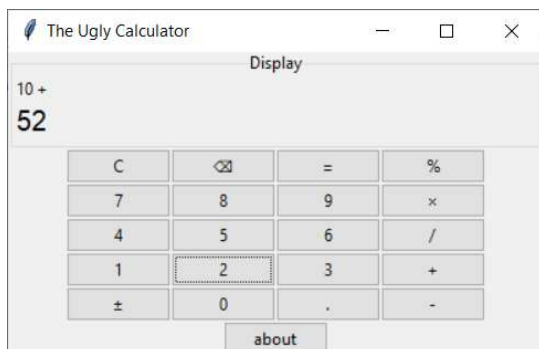 The Ugly Calculator
Display
10 +
52
C ⌫ = %
7 8 9 ×
4 5 6 /
1 2 3 +
± 0 . -
about